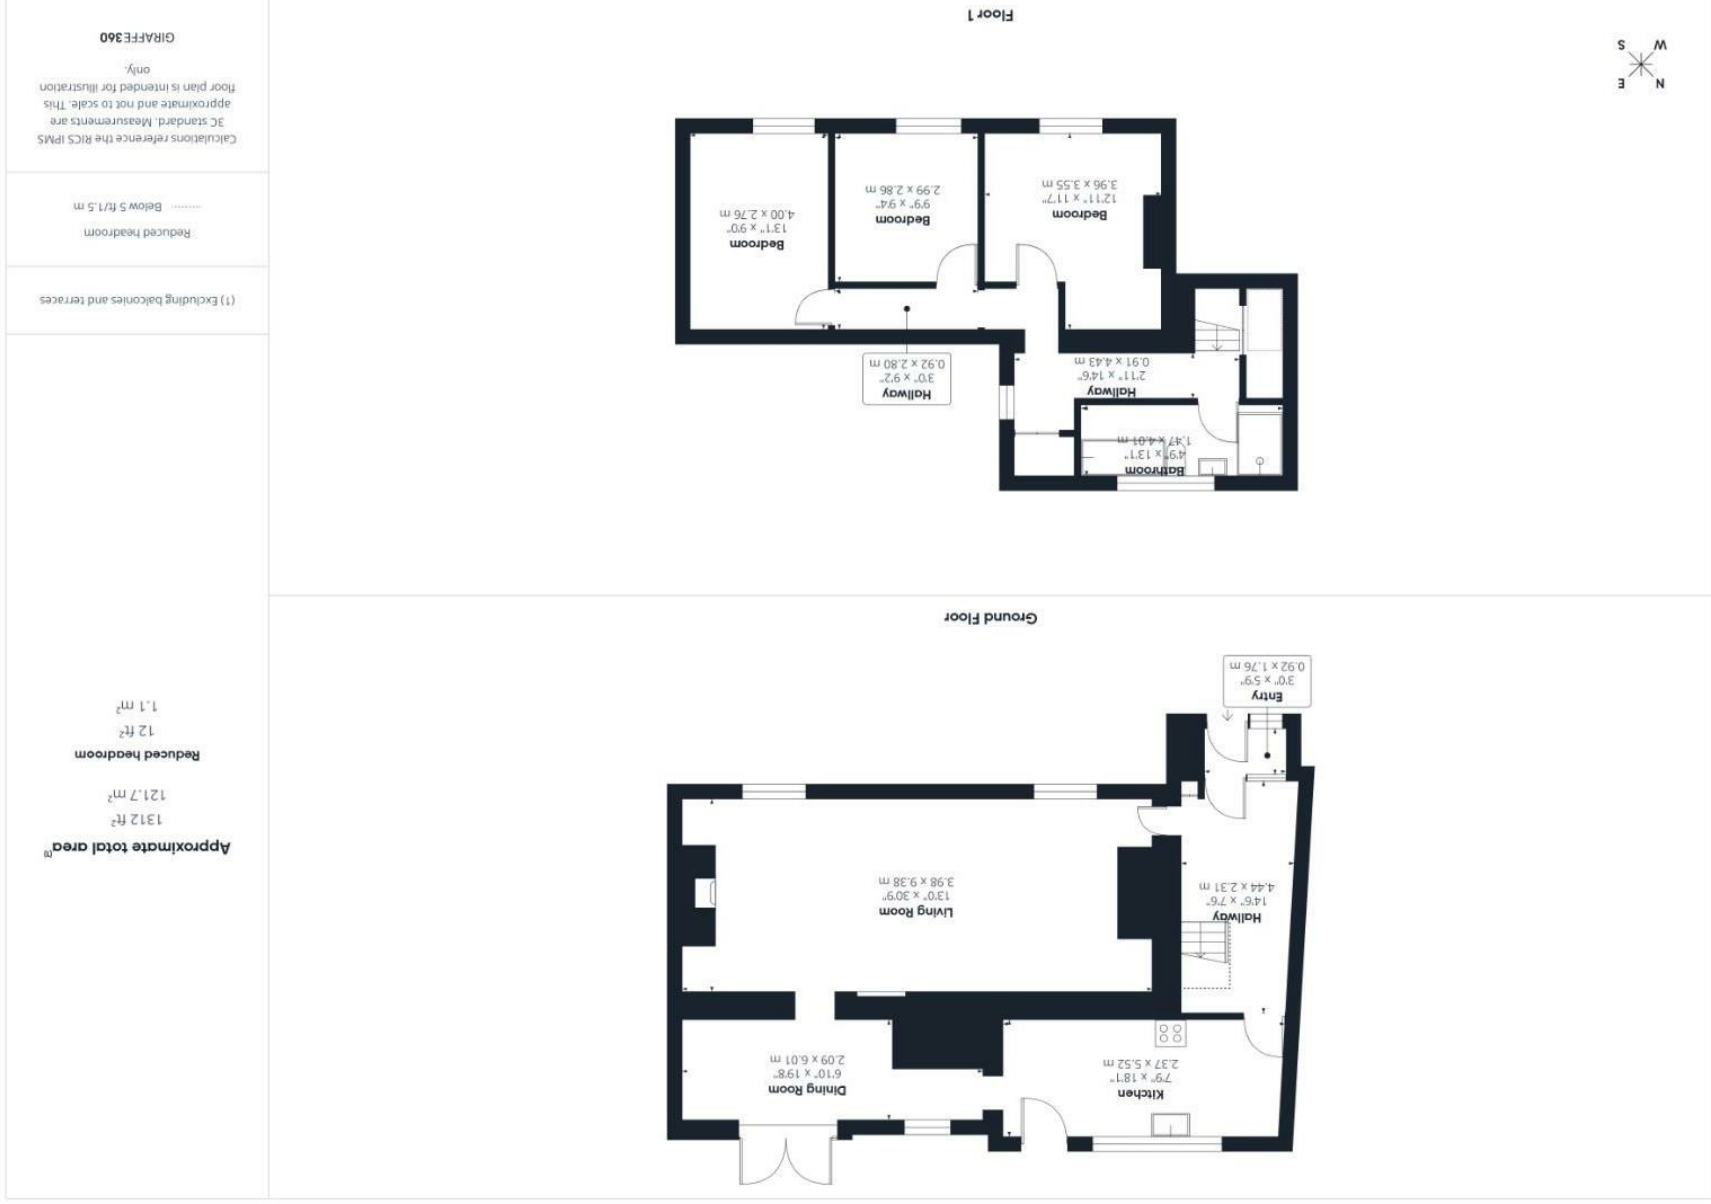 Ground Floor
Kitchen
7'9" x 18'1"
2.37 x 5.52 m
Dining Room
6'10" x 19'8"
2.09 x 6.01 m
Hallway
14'6" x 7'6"
4.44 x 2.31 m
Living Room
13'0" x 30'9"
3.98 x 9.38 m
Entry
3'0" x 5'9"
0.92 x 1.76 m
Floor 1
Bathroom
4'9" x 13'1"
1.47 x 4.01 m
Hallway
2'11" x 14'6"
0.91 x 4.43 m
Hallway
3'0" x 9'2"
0.92 x 2.80 m
Bedroom
12'11" x 11'7"
3.96 x 3.55 m
Bedroom
9'9" x 9'4"
2.99 x 2.86 m
Bedroom
13'1" x 9'0"
4.00 x 2.76 m
N
E
W
S
Approximate total area(1)
1312 ft²
121.7 m²
Reduced headroom
12 ft²
1.1 m²
(1) Excluding balconies and terraces
Reduced headroom
Below 5 ft/1.5 m
Calculations reference the RICS IPMS
3C standard. Measurements are
approximate and not to scale. This
floor plan is intended for illustration
only.
GIRAFFE360